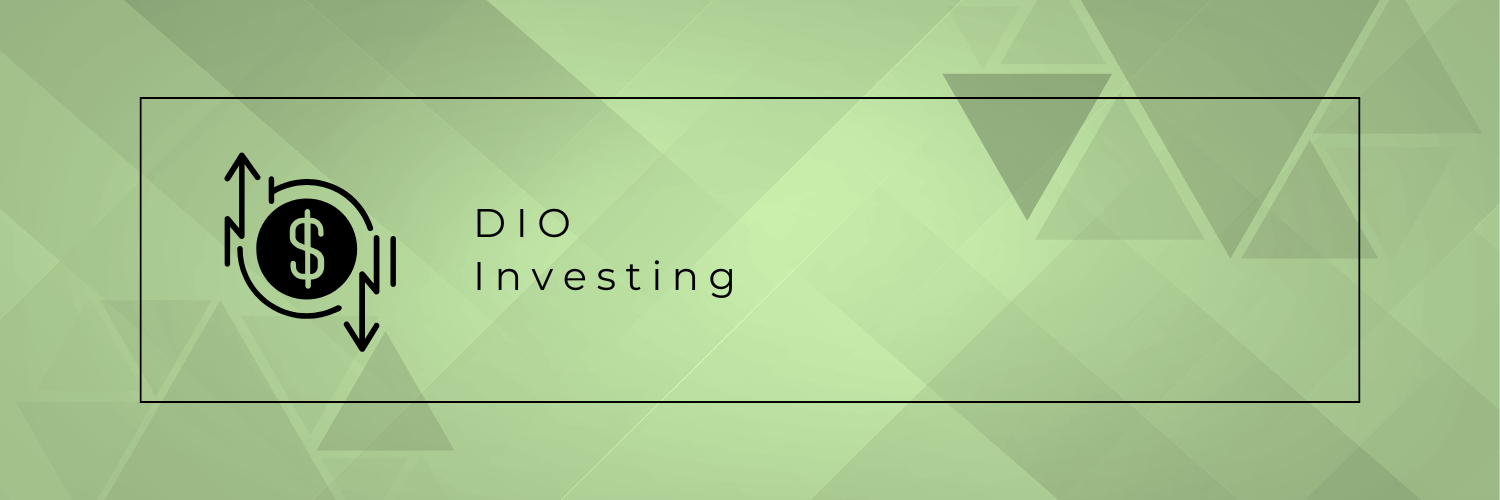 $
DIO
Investing